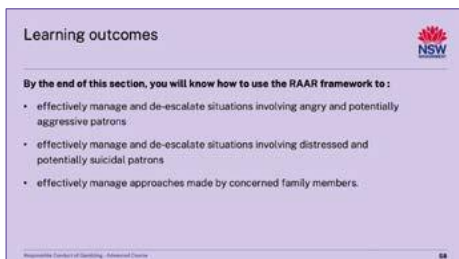 Learning outcomes
NSW
GOVERNMENT
By the end of this section, you will know how to use the RAAR framework to :
• effectively manage and de-escalate situations involving angry and potentially
aggressive patrons
• effectively manage and de-escalate situations involving distressed and
potentially suicidal patrons
• effectively manage approaches made by concerned family members.
Responsible Conduct of Gambling - Advanced Course